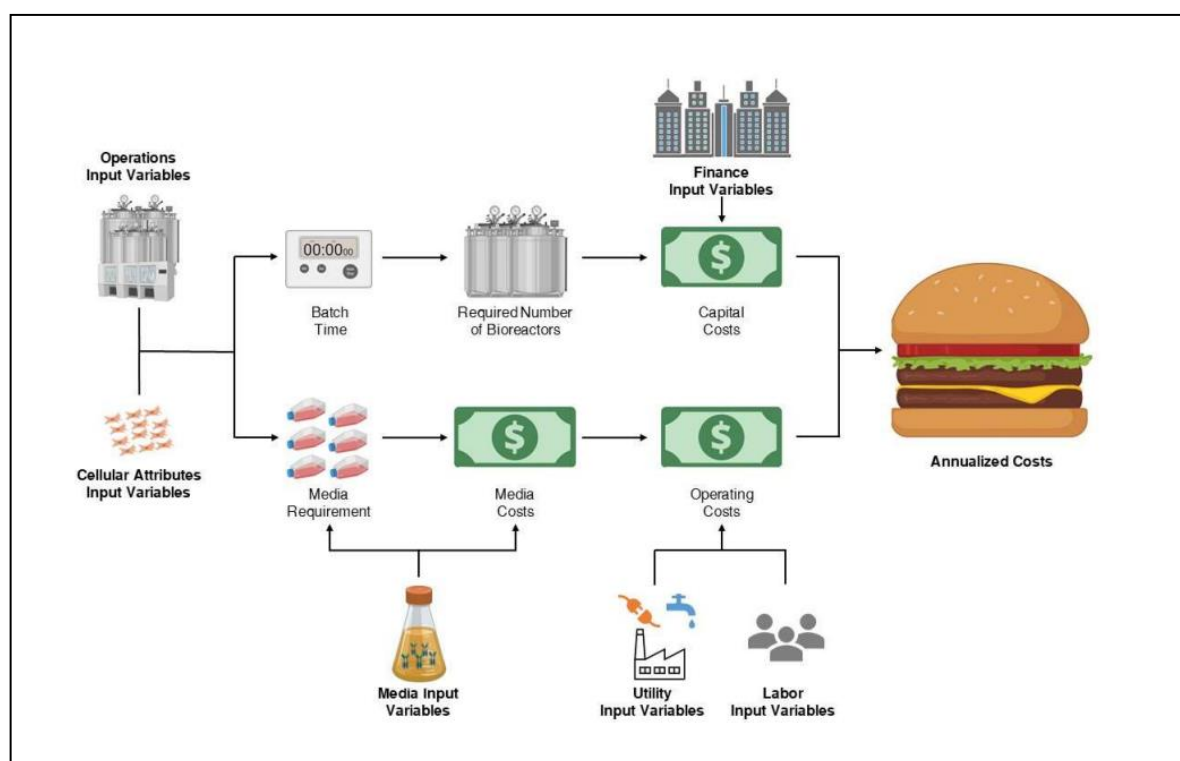 Finance
Input Variables
Operations
Input Variables
00:00 00
$
Batch
Time
Required Number
of Bioreactors
Capital
Costs
$
$
Cellular Attributes
Input Variables
Media
Requirement
Media
Costs
Operating
Costs
Annualized Costs
Media Input
Variables
Utility
Input Variables
Labor
Input Variables